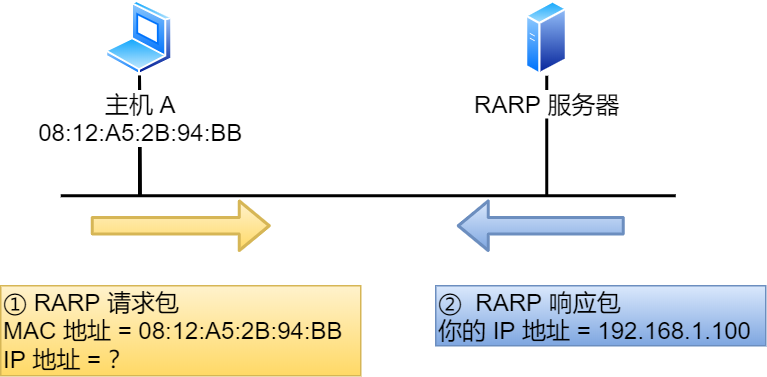 主机 A
08:12:A5:2B:94:BB
RARP 服务器
① RARP 请求包
MAC 地址 = 08:12:A5:2B:94:BB
IP 地址 = ？
② RARP 响应包
你的 IP 地址 = 192.168.1.100